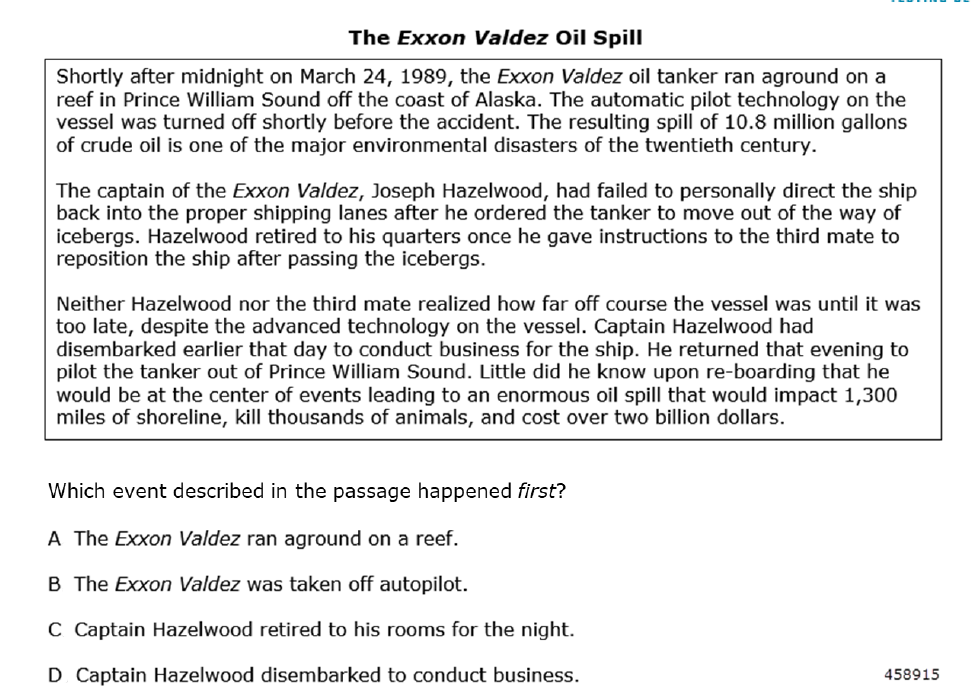 The Exxon Valdez Oil Spill
Shortly after midnight on March 24, 1989, the Exxon Valdez oil tanker ran aground on a
reef in Prince William Sound off the coast of Alaska. The automatic pilot technology on the
vessel was turned off shortly before the accident. The resulting spill of 10.8 million gallons
of crude oil is one of the major environmental disasters of the twentieth century.
The captain of the Exxon Valdez, Joseph Hazelwood, had failed to personally direct the ship
back into the proper shipping lanes after he ordered the tanker to move out of the way of
icebergs. Hazelwood retired to his quarters once he gave instructions to the third mate to
reposition the ship after passing the icebergs.
Neither Hazelwood nor the third mate realized how far off course the vessel was until it was
too late, despite the advanced technology on the vessel. Captain Hazelwood had
disembarked earlier that day to conduct business for the ship. He returned that evening to
pilot the tanker out of Prince William Sound. Little did he know upon re-boarding that he
would be at the center of events leading to an enormous oil spill that would impact 1,300
miles of shoreline, kill thousands of animals, and cost over two billion dollars.
Which event described in the passage happened first?
A The Exxon Valdez ran aground on a reef.
B The Exxon Valdez was taken off autopilot.
C Captain Hazelwood retired to his rooms for the night.
D Captain Hazelwood disembarked to conduct business.
458915